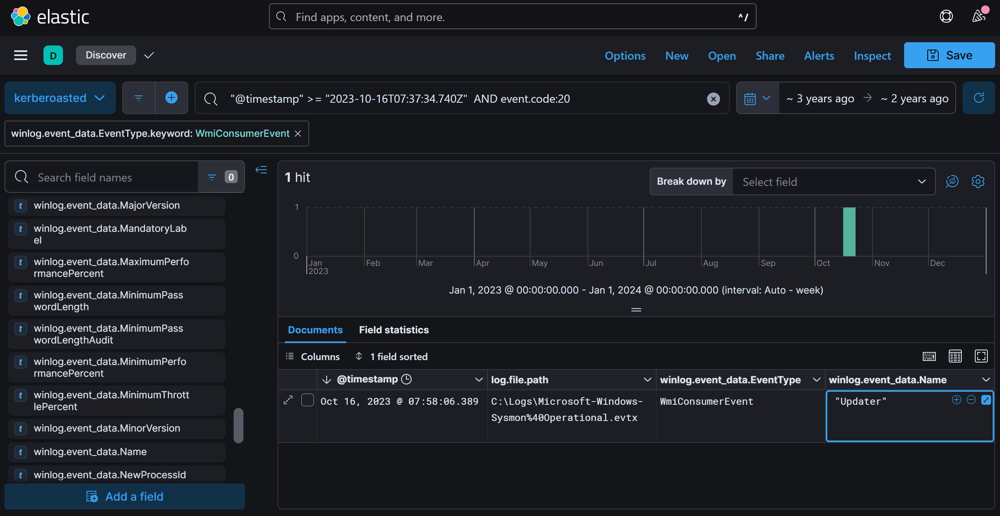 elastic
Find apps, content, and more.
^/
D
Discover
Options
New
Open
Share
Alerts
Inspect
Save
kerberoasted
"@timestamp" >= "2023-10-16T07:37:34.740Z"  AND event.code:20
~ 3 years ago → ~ 2 years ago
winlog.event_data.EventType.keyword: WmiConsumerEvent
Search field names
0
winlog.event_data.MajorVersion
winlog.event_data.MandatoryLab
el
winlog.event_data.MaximumPerfo
rmancePercent
winlog.event_data.MinimumPass
wordLength
winlog.event_data.MinimumPass
wordLengthAudit
winlog.event_data.MinimumPerfo
rmancePercent
winlog.event_data.MinimumThrott
lePercent
winlog.event_data.MinorVersion
winlog.event_data.Name
winlog.event_data.NewProcessId
Add a field
1 hit
Break down by
Select field
1
0
Jan
2023
Feb
Mar
Apr
May
Jun
Jul
Aug
Sep
Oct
Nov
Dec
Jan 1, 2023 @ 00:00:00.000 - Jan 1, 2024 @ 00:00:00.000 (interval: Auto - week)
Documents
Field statistics
Columns
1 field sorted
@timestamp
log.file.path
winlog.event_data.EventType
winlog.event_data.Name
Oct 16, 2023 @ 07:58:06.389
C:\Logs\Microsoft-Windows-
Sysmon%40Operational.evtx
WmiConsumerEvent
"Updater"